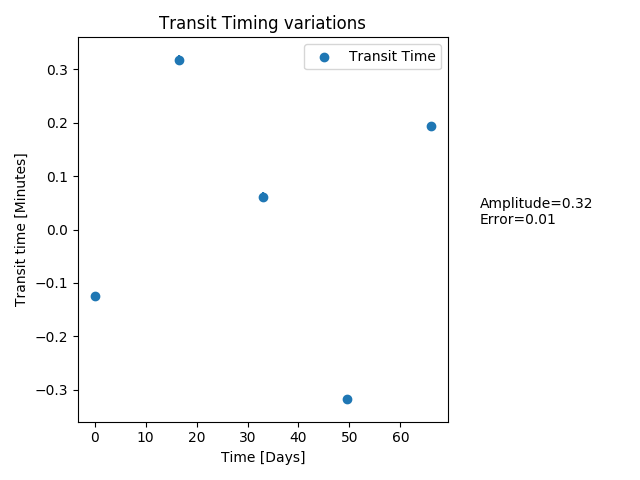 Transit Timing variations
Transit Time
Transit time [Minutes]
0.3
0.2
0.1
0.0
−0.1
−0.2
−0.3
Amplitude=0.32
Error=0.01
0 10 20 30 40 50 60
Time [Days]